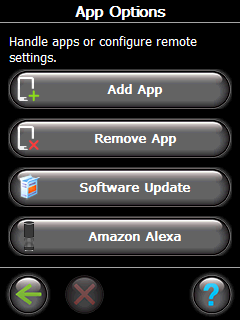 App Options
Handle apps or configure remote
settings.
Add App
Remove App
Software Update
Amazon Alexa
?